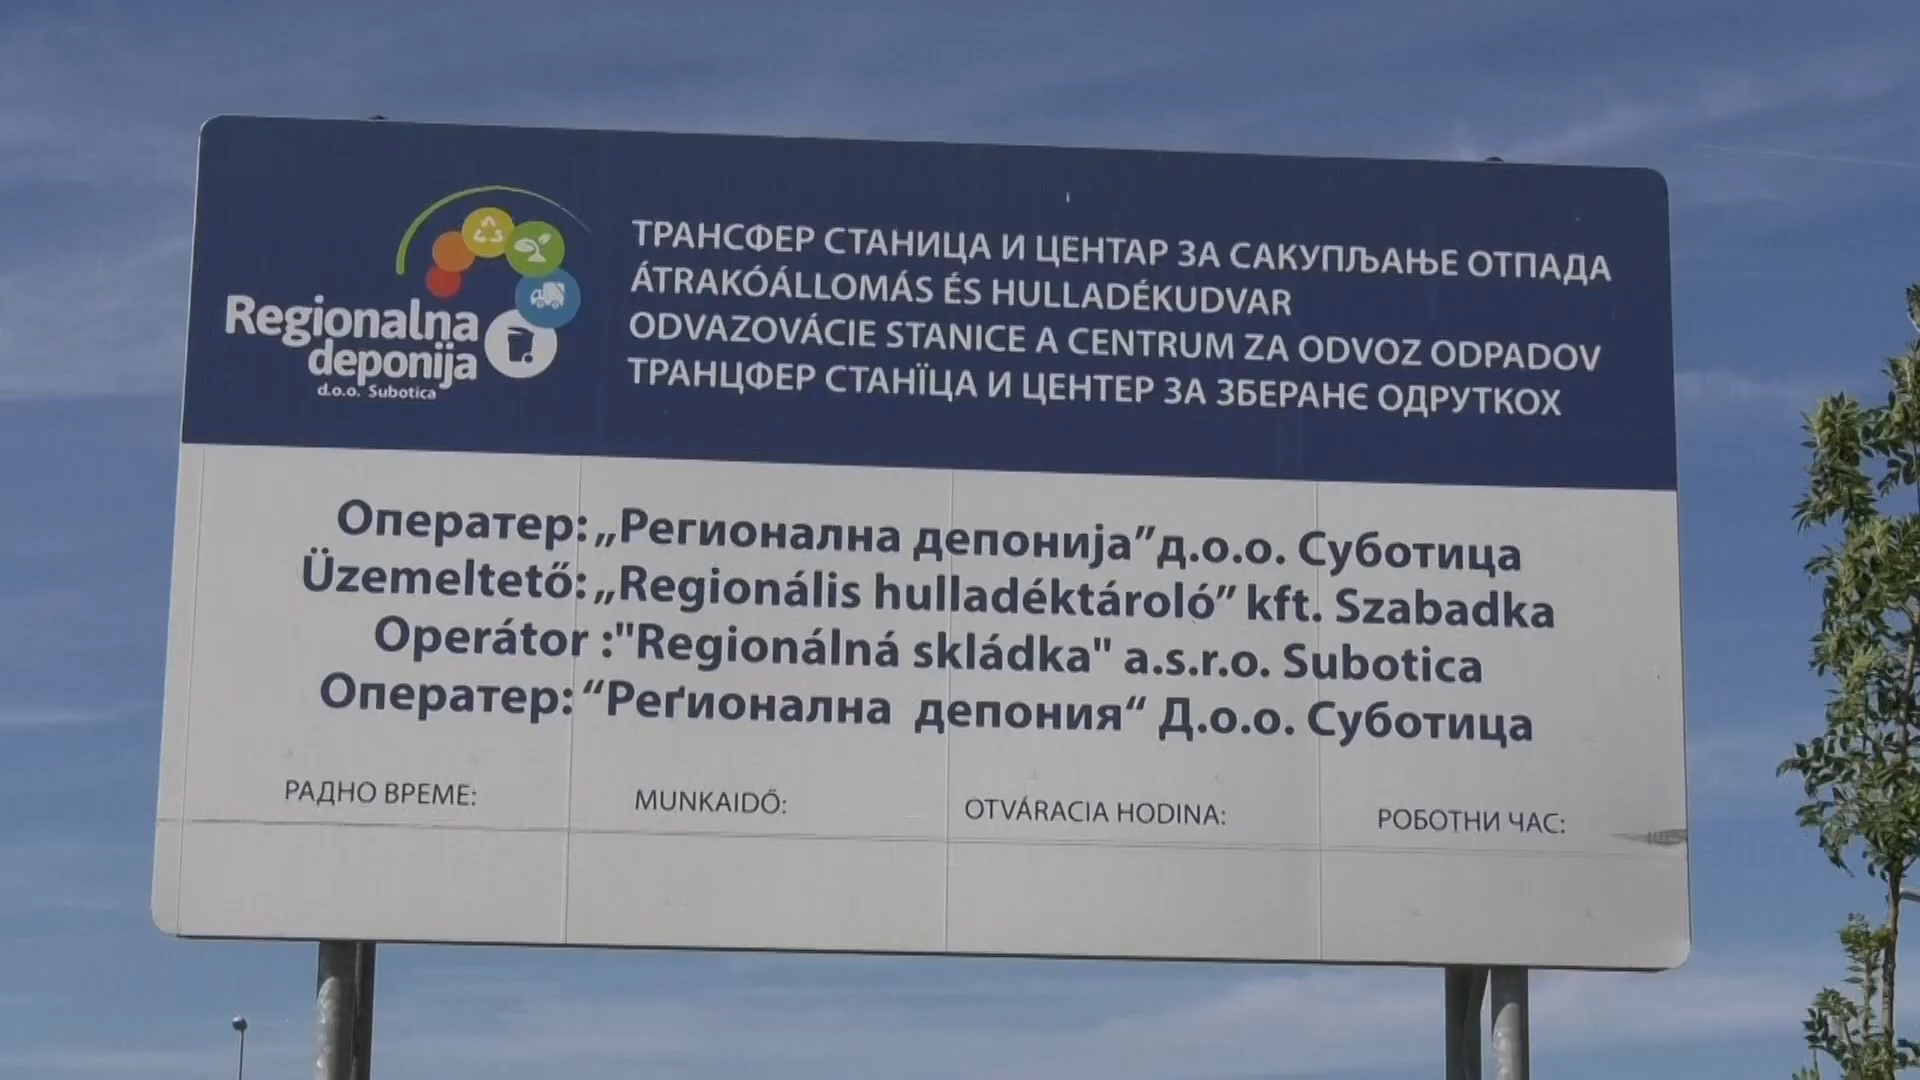 Regionalna
deponija
d.o.o. Subotica
ТРАНСФЕР СТАНИЦА И ЦЕНТАР ЗА САКУПЉАЊЕ ОТПАДА
ÁTRAKÓÁLLOMÁS ÉS HULLADÉKUDVAR
ODVAZOVÁCIE STANICE A CENTRUM ZA ODVOZ ODPADOV
ТРАНЦФЕР СТАНЇЦА И ЦЕНТЕР ЗА ЗБЕРАНЄ ОДРУТКОХ
Оператер: „Регионална депонија” д.о.о. Суботица
Üzemeltető: „Regionális hulladéktároló” kft. Szabadka
Operátor :"Regionálná skládka" a.s.r.o. Subotica
Оператер: “Реґионална депония“ Д.о.о. Суботица
РАДНО ВРЕМЕ: MUNKAIDŐ: OTVÁRACIA HODINA: РОБОТНИ ЧАС: